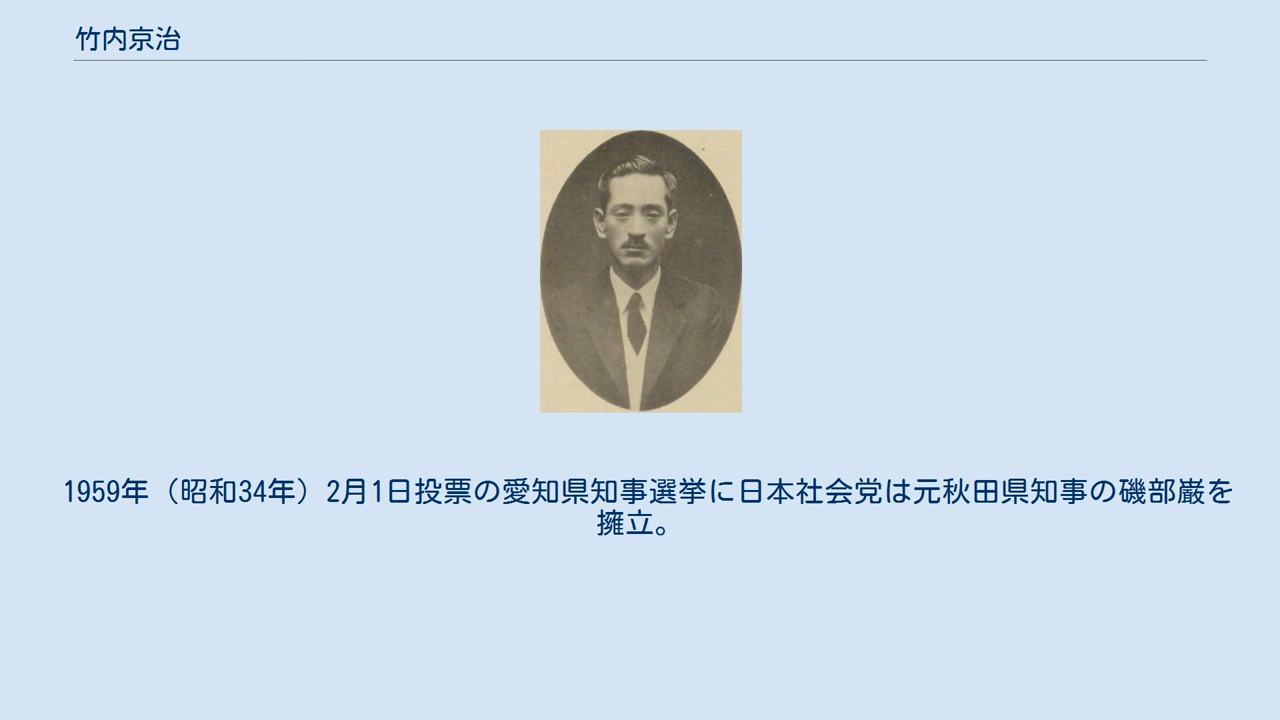 竹内京治
1959年（昭和34年）2月1日投票の愛知県知事選挙に日本社会党は元秋田県知事の磯部巌を
擁立。